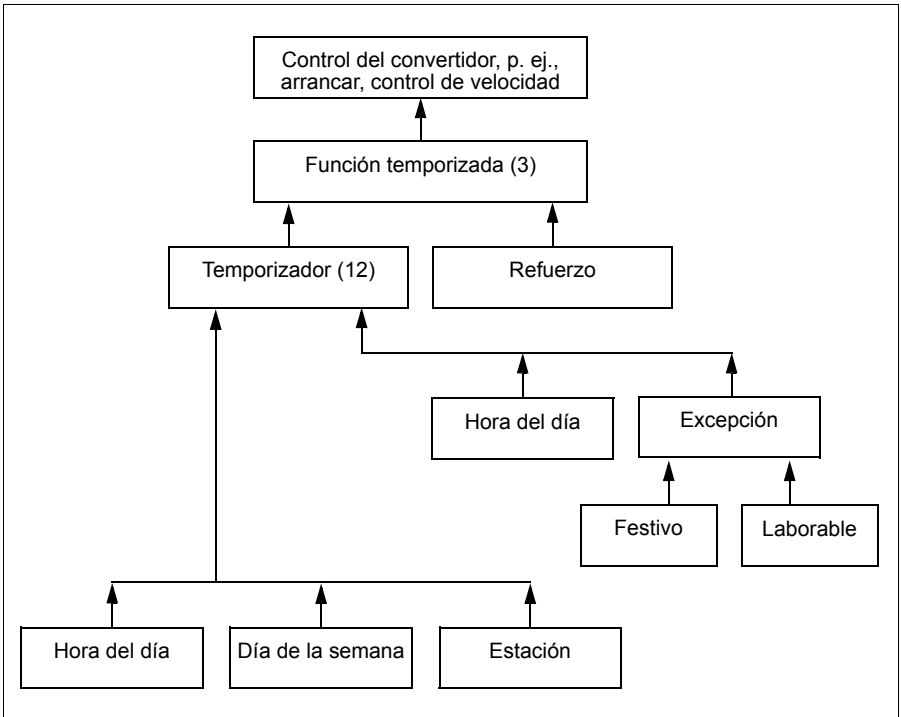 Control del convertidor, p. ej.,
arrancar, control de velocidad
Función temporizada (3)
Temporizador (12)
Refuerzo
Hora del día
Excepción
Festivo
Laborable
Hora del día
Día de la semana
Estación